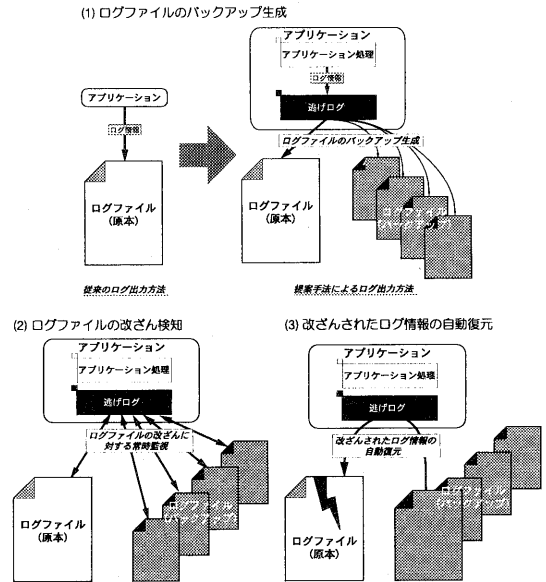 (1) ログファイルのバックアップ生成
アプリケーション
ログ情報
ログファイル
(原本)
従来のログ出力方法
アプリケーション
アプリケーション処理
ログ情報
逃げログ
ログファイルのバックアップ生成
ログファイル
(原本)
ログファイル
(バックアップ)
提案手法によるログ出力方法
(2) ログファイルの改ざん検知
アプリケーション
アプリケーション処理
逃げログ
ログファイルの改ざんに
対する常時監視
ログファイル
(原本)
ログファイル
(バックアップ)
(3) 改ざんされたログ情報の自動復元
アプリケーション
アプリケーション処理
逃げログ
改ざんされたログ情報の
自動復元
ログファイル
(原本)
ログファイル
(バックアップ)